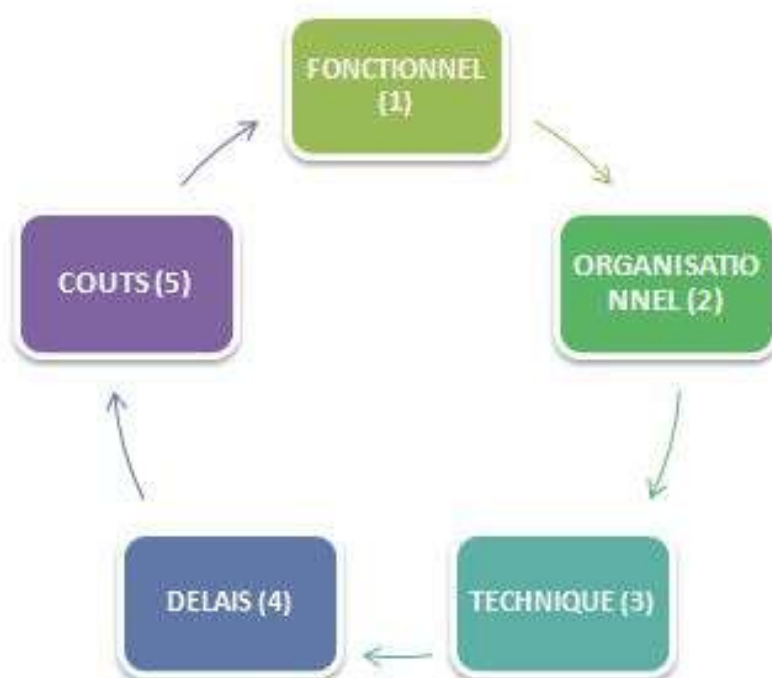 FONCTIONNEL
(1)
ORGANISATIO
NNEL (2)
TECHNIQUE (3)
DELAIS (4)
COUTS (5)